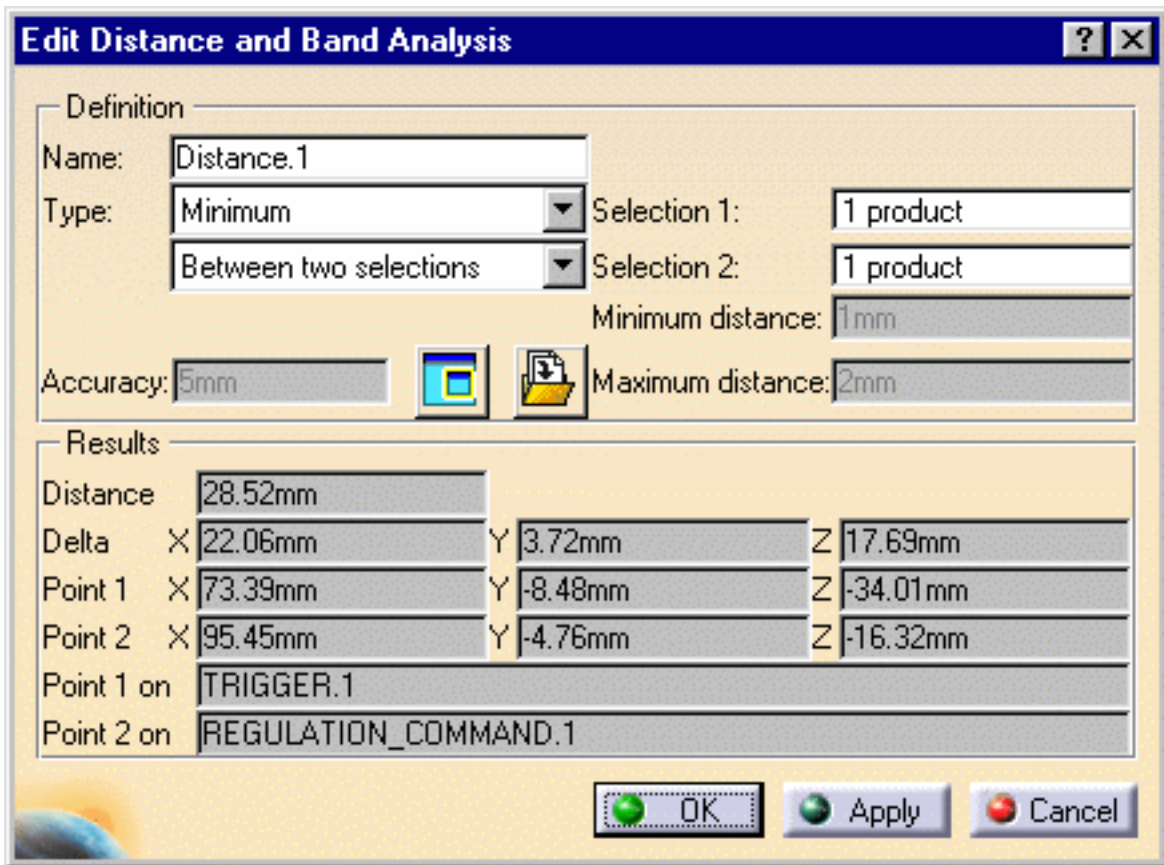 Edit Distance and Band Analysis
Definition
Name: Distance.1
Type: Minimum Selection 1: 1 product
Between two selections Selection 2: 1 product
Minimum distance: 1mm
Accuracy: 5mm Maximum distance: 2mm
Results
Distance 28.52mm
Delta X 22.06mm Y 3.72mm Z 17.69mm
Point 1 X 73.39mm Y -8.48mm Z -34.01mm
Point 2 X 95.45mm Y -4.76mm Z -16.32mm
Point 1 on TRIGGER.1
Point 2 on REGULATION_COMMAND.1
OK Apply Cancel